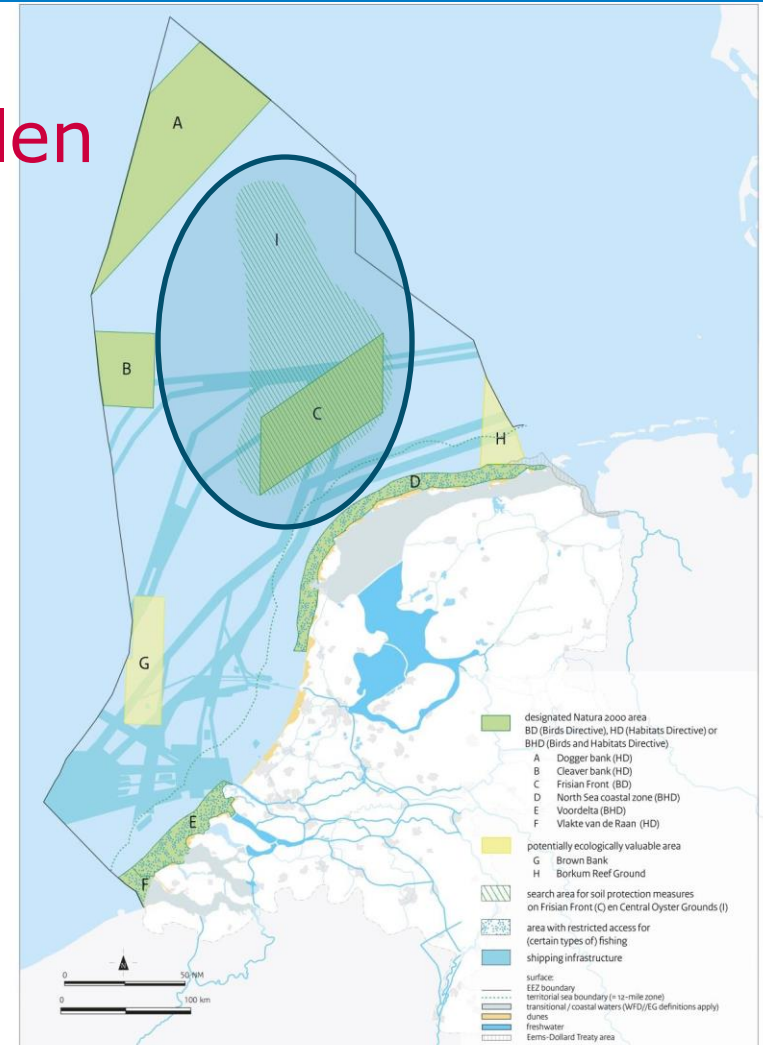 len
A
I
B
C
H
D
G
E
F
N
0 50 NM
0 100 km
designated Natura 2000 area
BD (Birds Directive), HD (Habitats Directive) or
BHD (Birds and Habitats Directive)
A Dogger bank (HD)
B Cleaver bank (HD)
C Frisian Front (BD)
D North Sea coastal zone (BHD)
E Voordelta (BHD)
F Vlakte van de Raan (HD)
potentially ecologically valuable area
G Brown Bank
H Borkum Reef Ground
search area for soil protection measures
on Frisian Front (C) en Central Oyster Grounds (I)
area with restricted access for
(certain types of) fishing
shipping infrastructure
surface:
EEZ boundary
territorial sea boundary (= 12-mile zone)
transitional / coastal waters (WFD//EG definitions apply)
dunes
freshwater
Eems-Dollard Treaty area